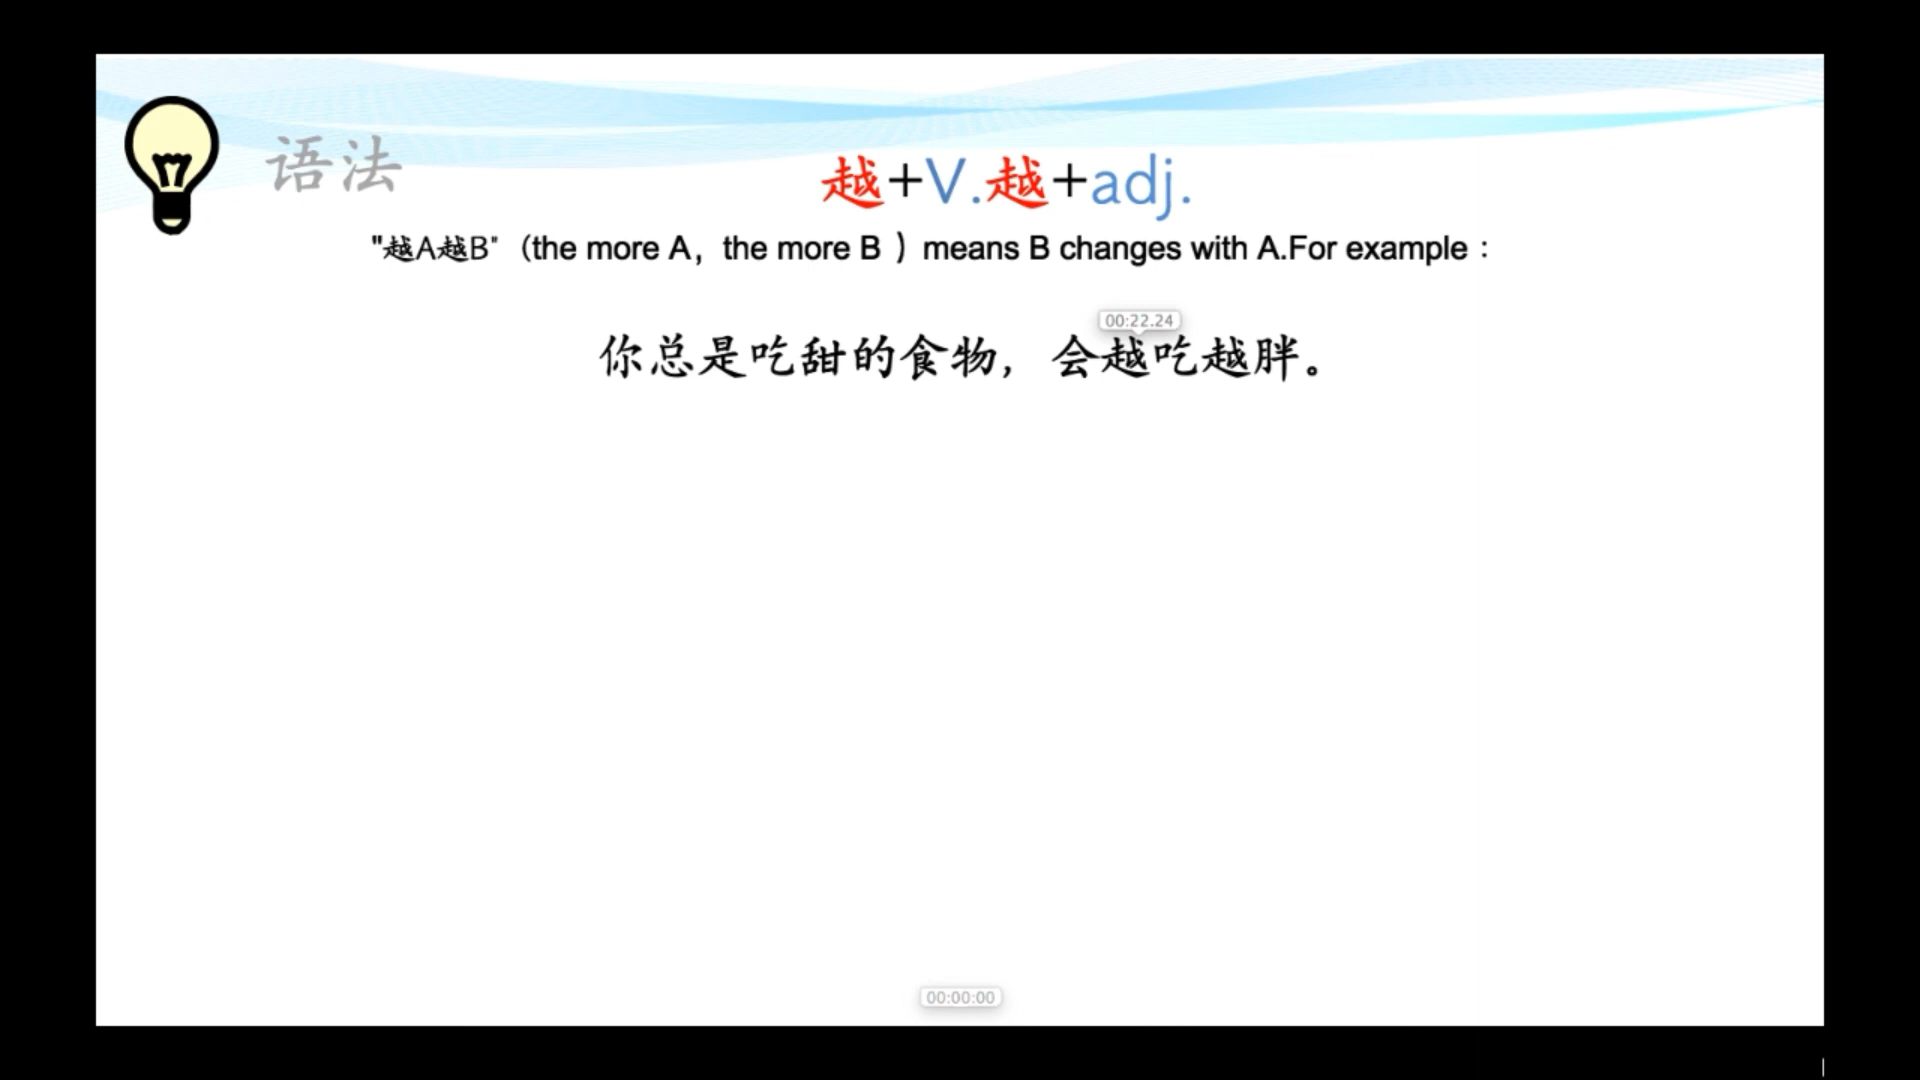 语法
越+V.越+adj.
"越A越B"（the more A，the more B ）means B changes with A.For example：
00:22.24
你总是吃甜的食物，会越吃越胖。
00:00:00